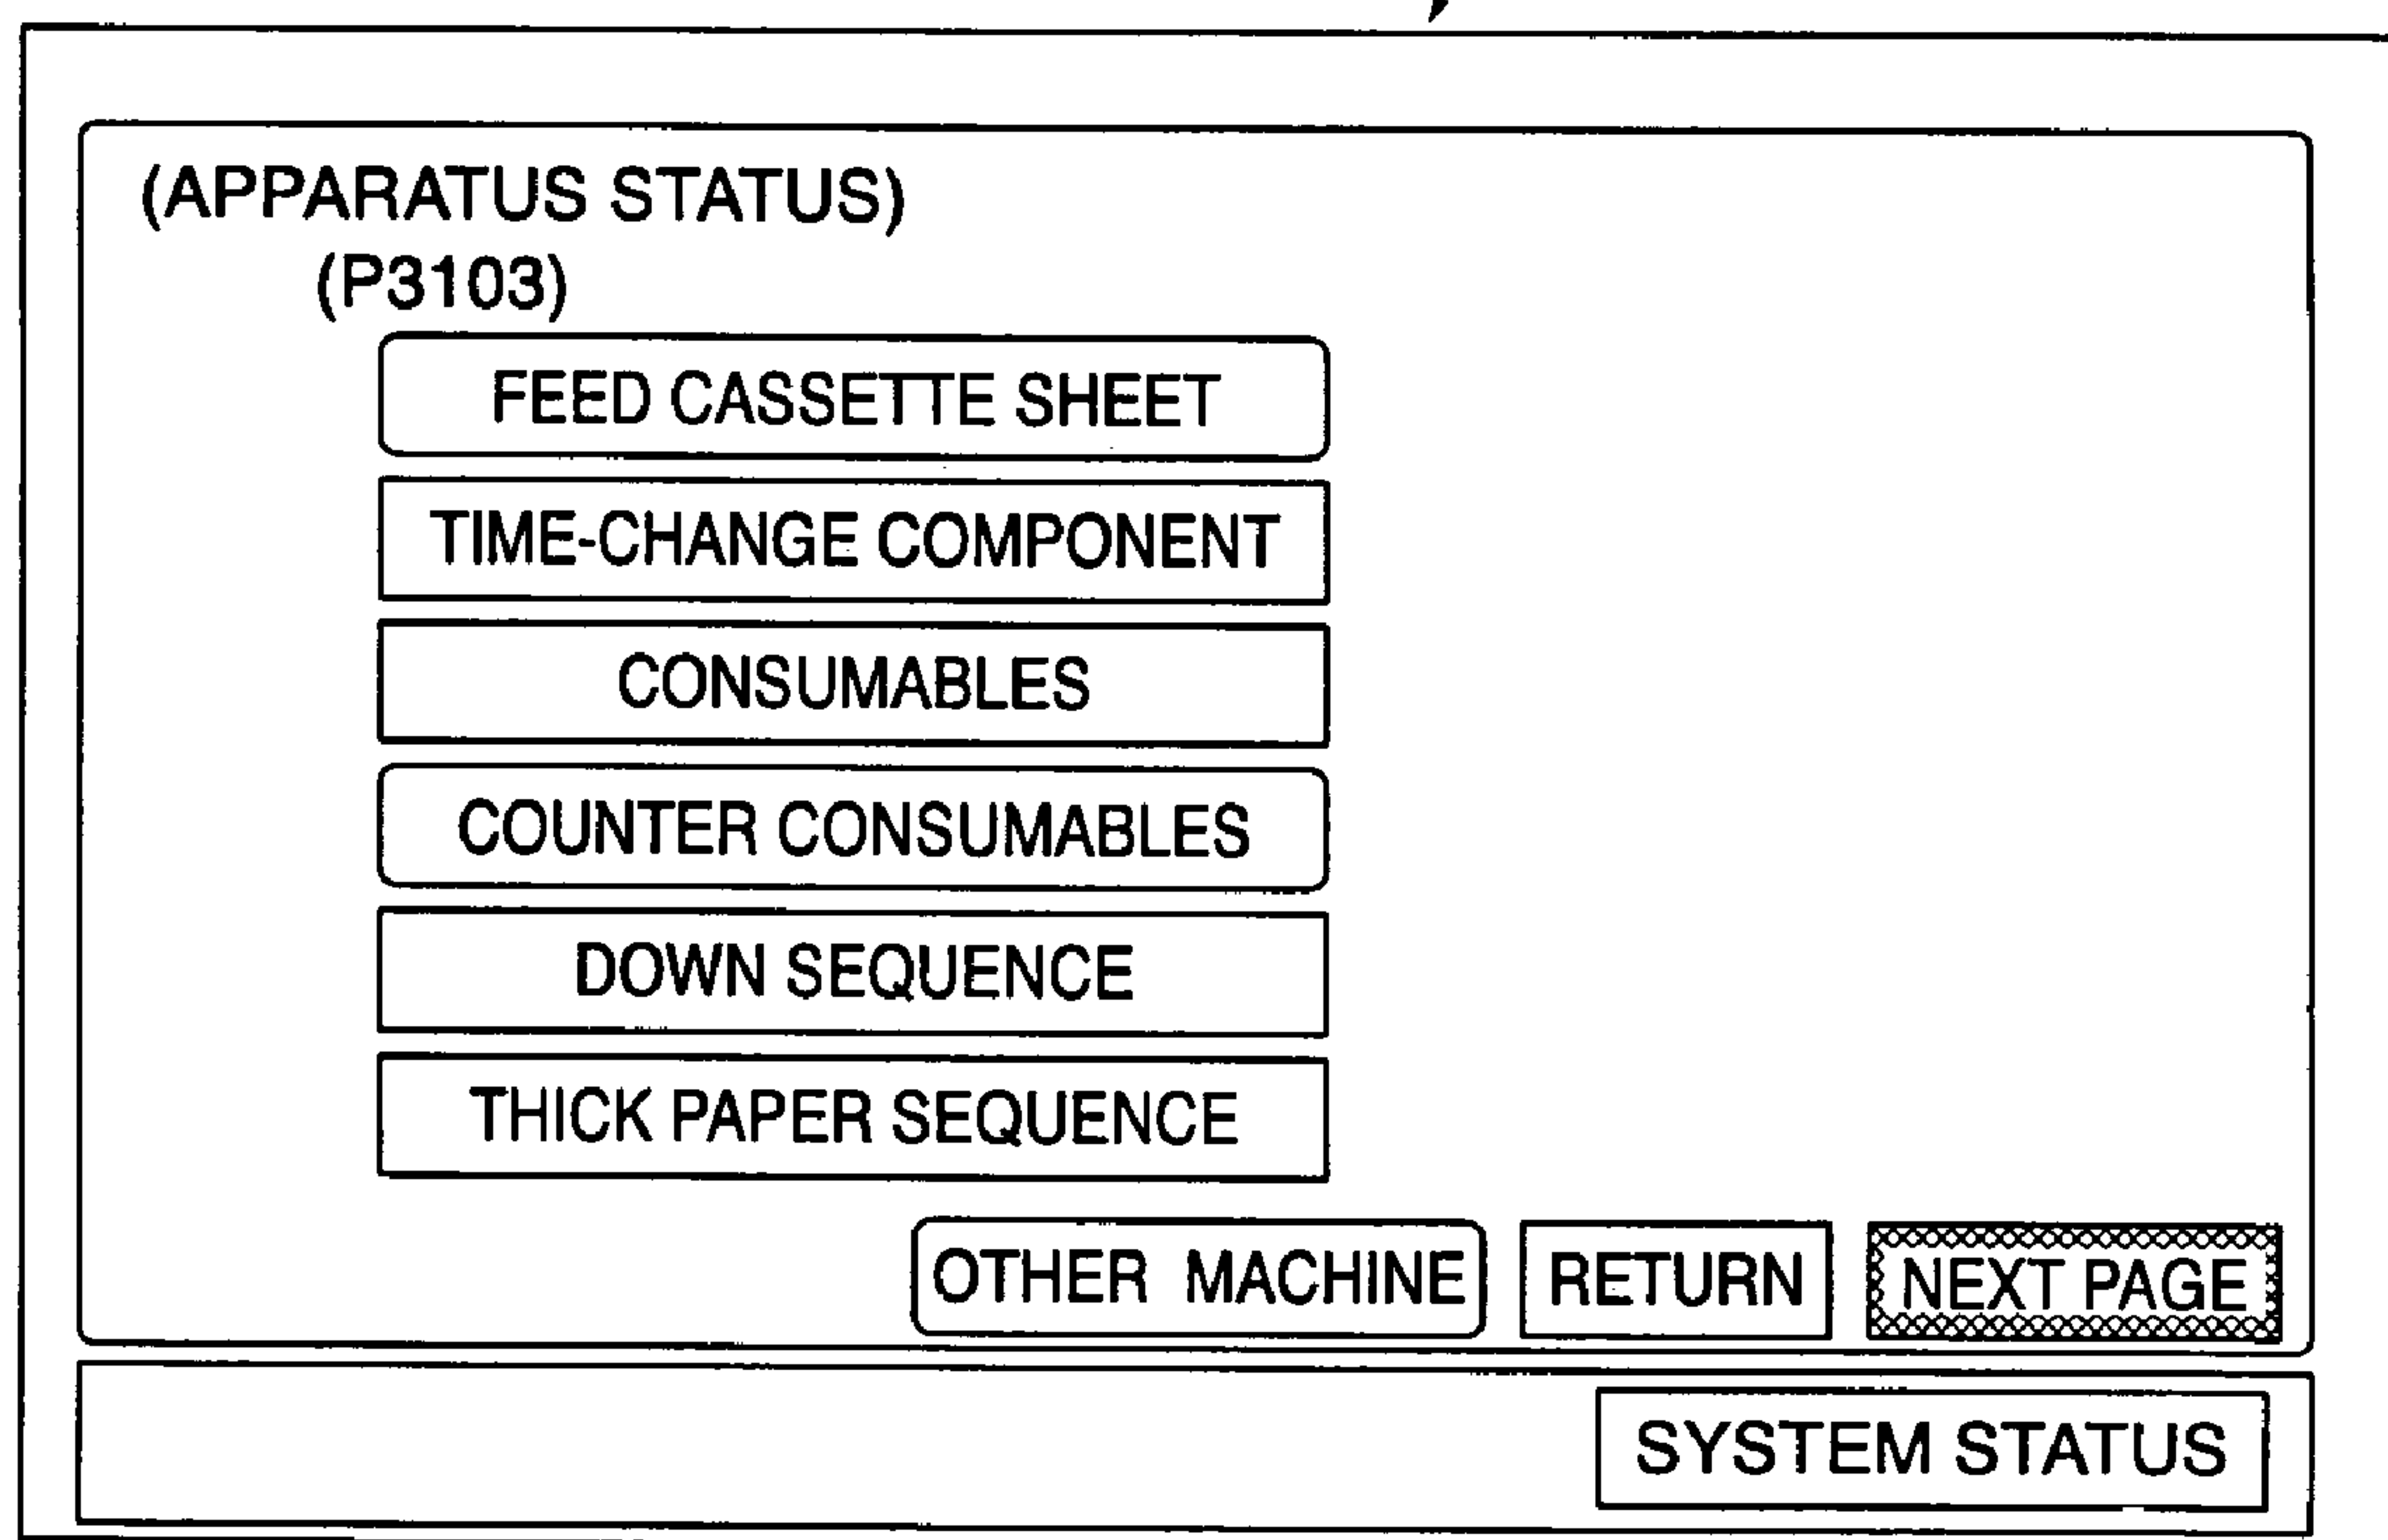 (APPARATUS STATUS)
(P3103)
FEED CASSETTE SHEET
TIME-CHANGE COMPONENT
CONSUMABLES
COUNTER CONSUMABLES
DOWN SEQUENCE
THICK PAPER SEQUENCE
OTHER MACHINE RETURN NEXT PAGE
SYSTEM STATUS